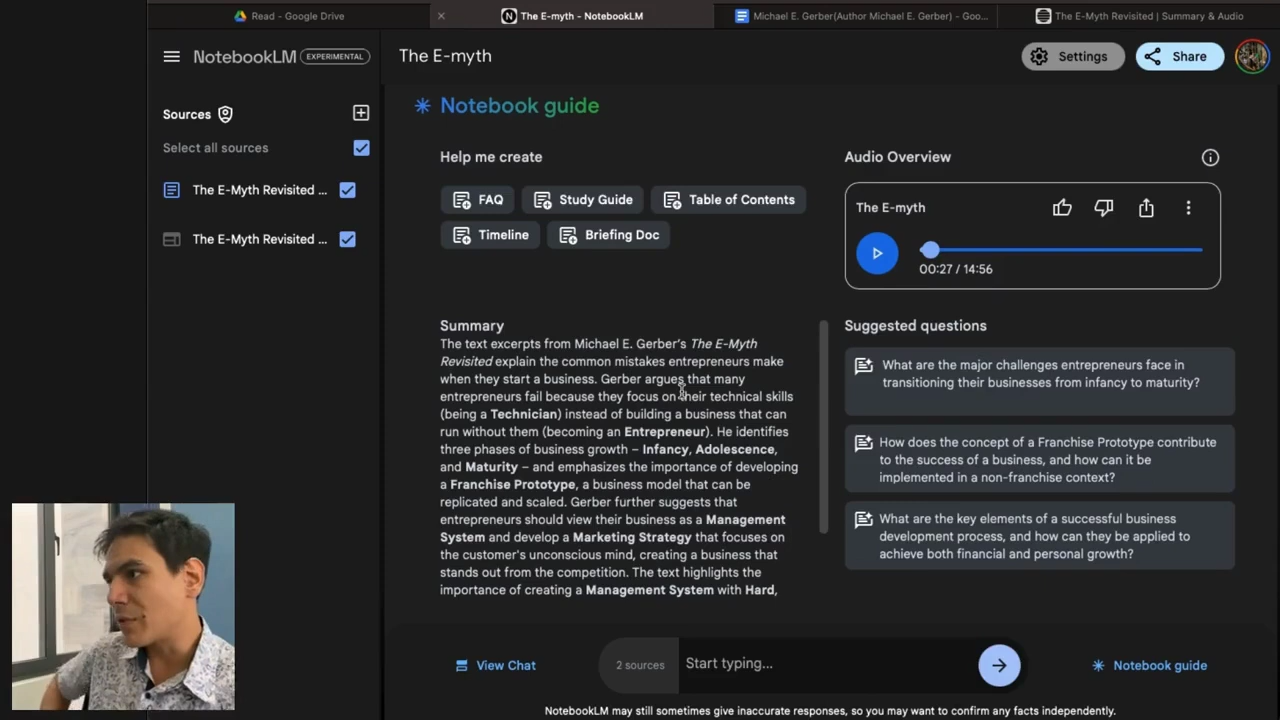 Read - Google Drive
The E-myth - NotebookLM
Michael E. Gerber(Author Michael E. Gerber) - Goo...
The E-Myth Revisited | Summary & Audio
NotebookLM EXPERIMENTAL
The E-myth
Settings
Share
Sources
Select all sources
The E-Myth Revisited ...
The E-Myth Revisited ...
Notebook guide
Help me create
FAQ
Study Guide
Table of Contents
Timeline
Briefing Doc
Audio Overview
The E-myth
00:27 / 14:56
Summary
The text excerpts from Michael E. Gerber's The E-Myth
Revisited explain the common mistakes entrepreneurs make
when they start a business. Gerber argues that many
entrepreneurs fail because they focus on their technical skills
(being a Technician) instead of building a business that can
run without them (becoming an Entrepreneur). He identifies
three phases of business growth – Infancy, Adolescence,
and Maturity – and emphasizes the importance of developing
a Franchise Prototype, a business model that can be
replicated and scaled. Gerber further suggests that
entrepreneurs should view their business as a Management
System and develop a Marketing Strategy that focuses on
the customer's unconscious mind, creating a business that
stands out from the competition. The text highlights the
importance of creating a Management System with Hard,
Suggested questions
What are the major challenges entrepreneurs face in
transitioning their businesses from infancy to maturity?
How does the concept of a Franchise Prototype contribute
to the success of a business, and how can it be
implemented in a non-franchise context?
What are the key elements of a successful business
development process, and how can they be applied to
achieve both financial and personal growth?
View Chat
2 sources
Start typing...
Notebook guide
NotebookLM may still sometimes give inaccurate responses, so you may want to confirm any facts independently.